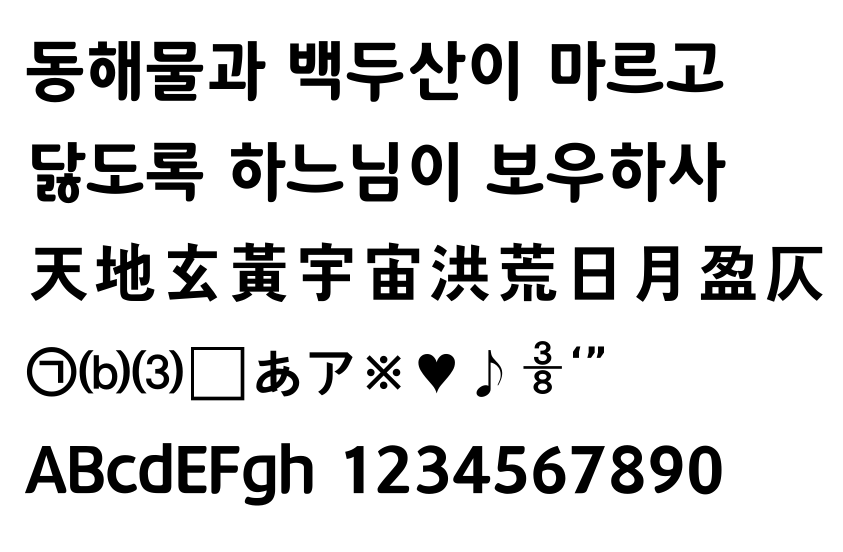 동해물과 백두산이 마르고
닳도록 하느님이 보우하사
天地玄黃宇宙洪荒日月盈仄
㉠⒝⑶□あア※♥♪⅜‘”
ABcdEFgh 1234567890